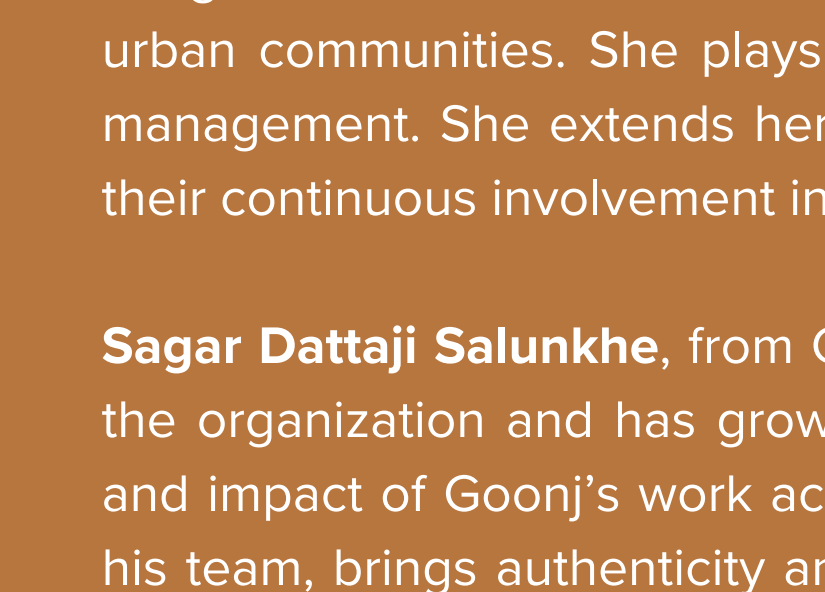 urban communities. She plays
management. She extends her
their continuous involvement in
Sagar Dattaji Salunkhe, from
the organization and has grow
and impact of Goonj’s work ac
his team, brings authenticity an